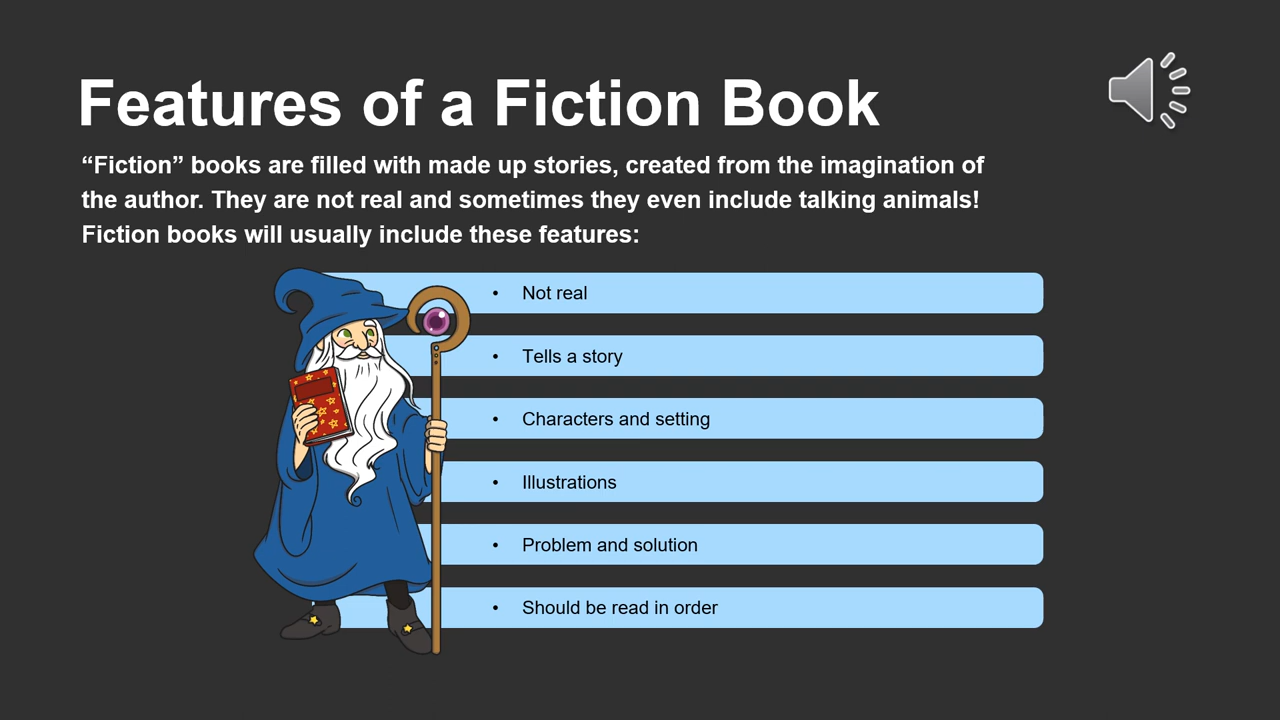 Features of a Fiction Book
“Fiction” books are filled with made up stories, created from the imagination of
the author. They are not real and sometimes they even include talking animals!
Fiction books will usually include these features:
• Not real
• Tells a story
• Characters and setting
• Illustrations
• Problem and solution
• Should be read in order